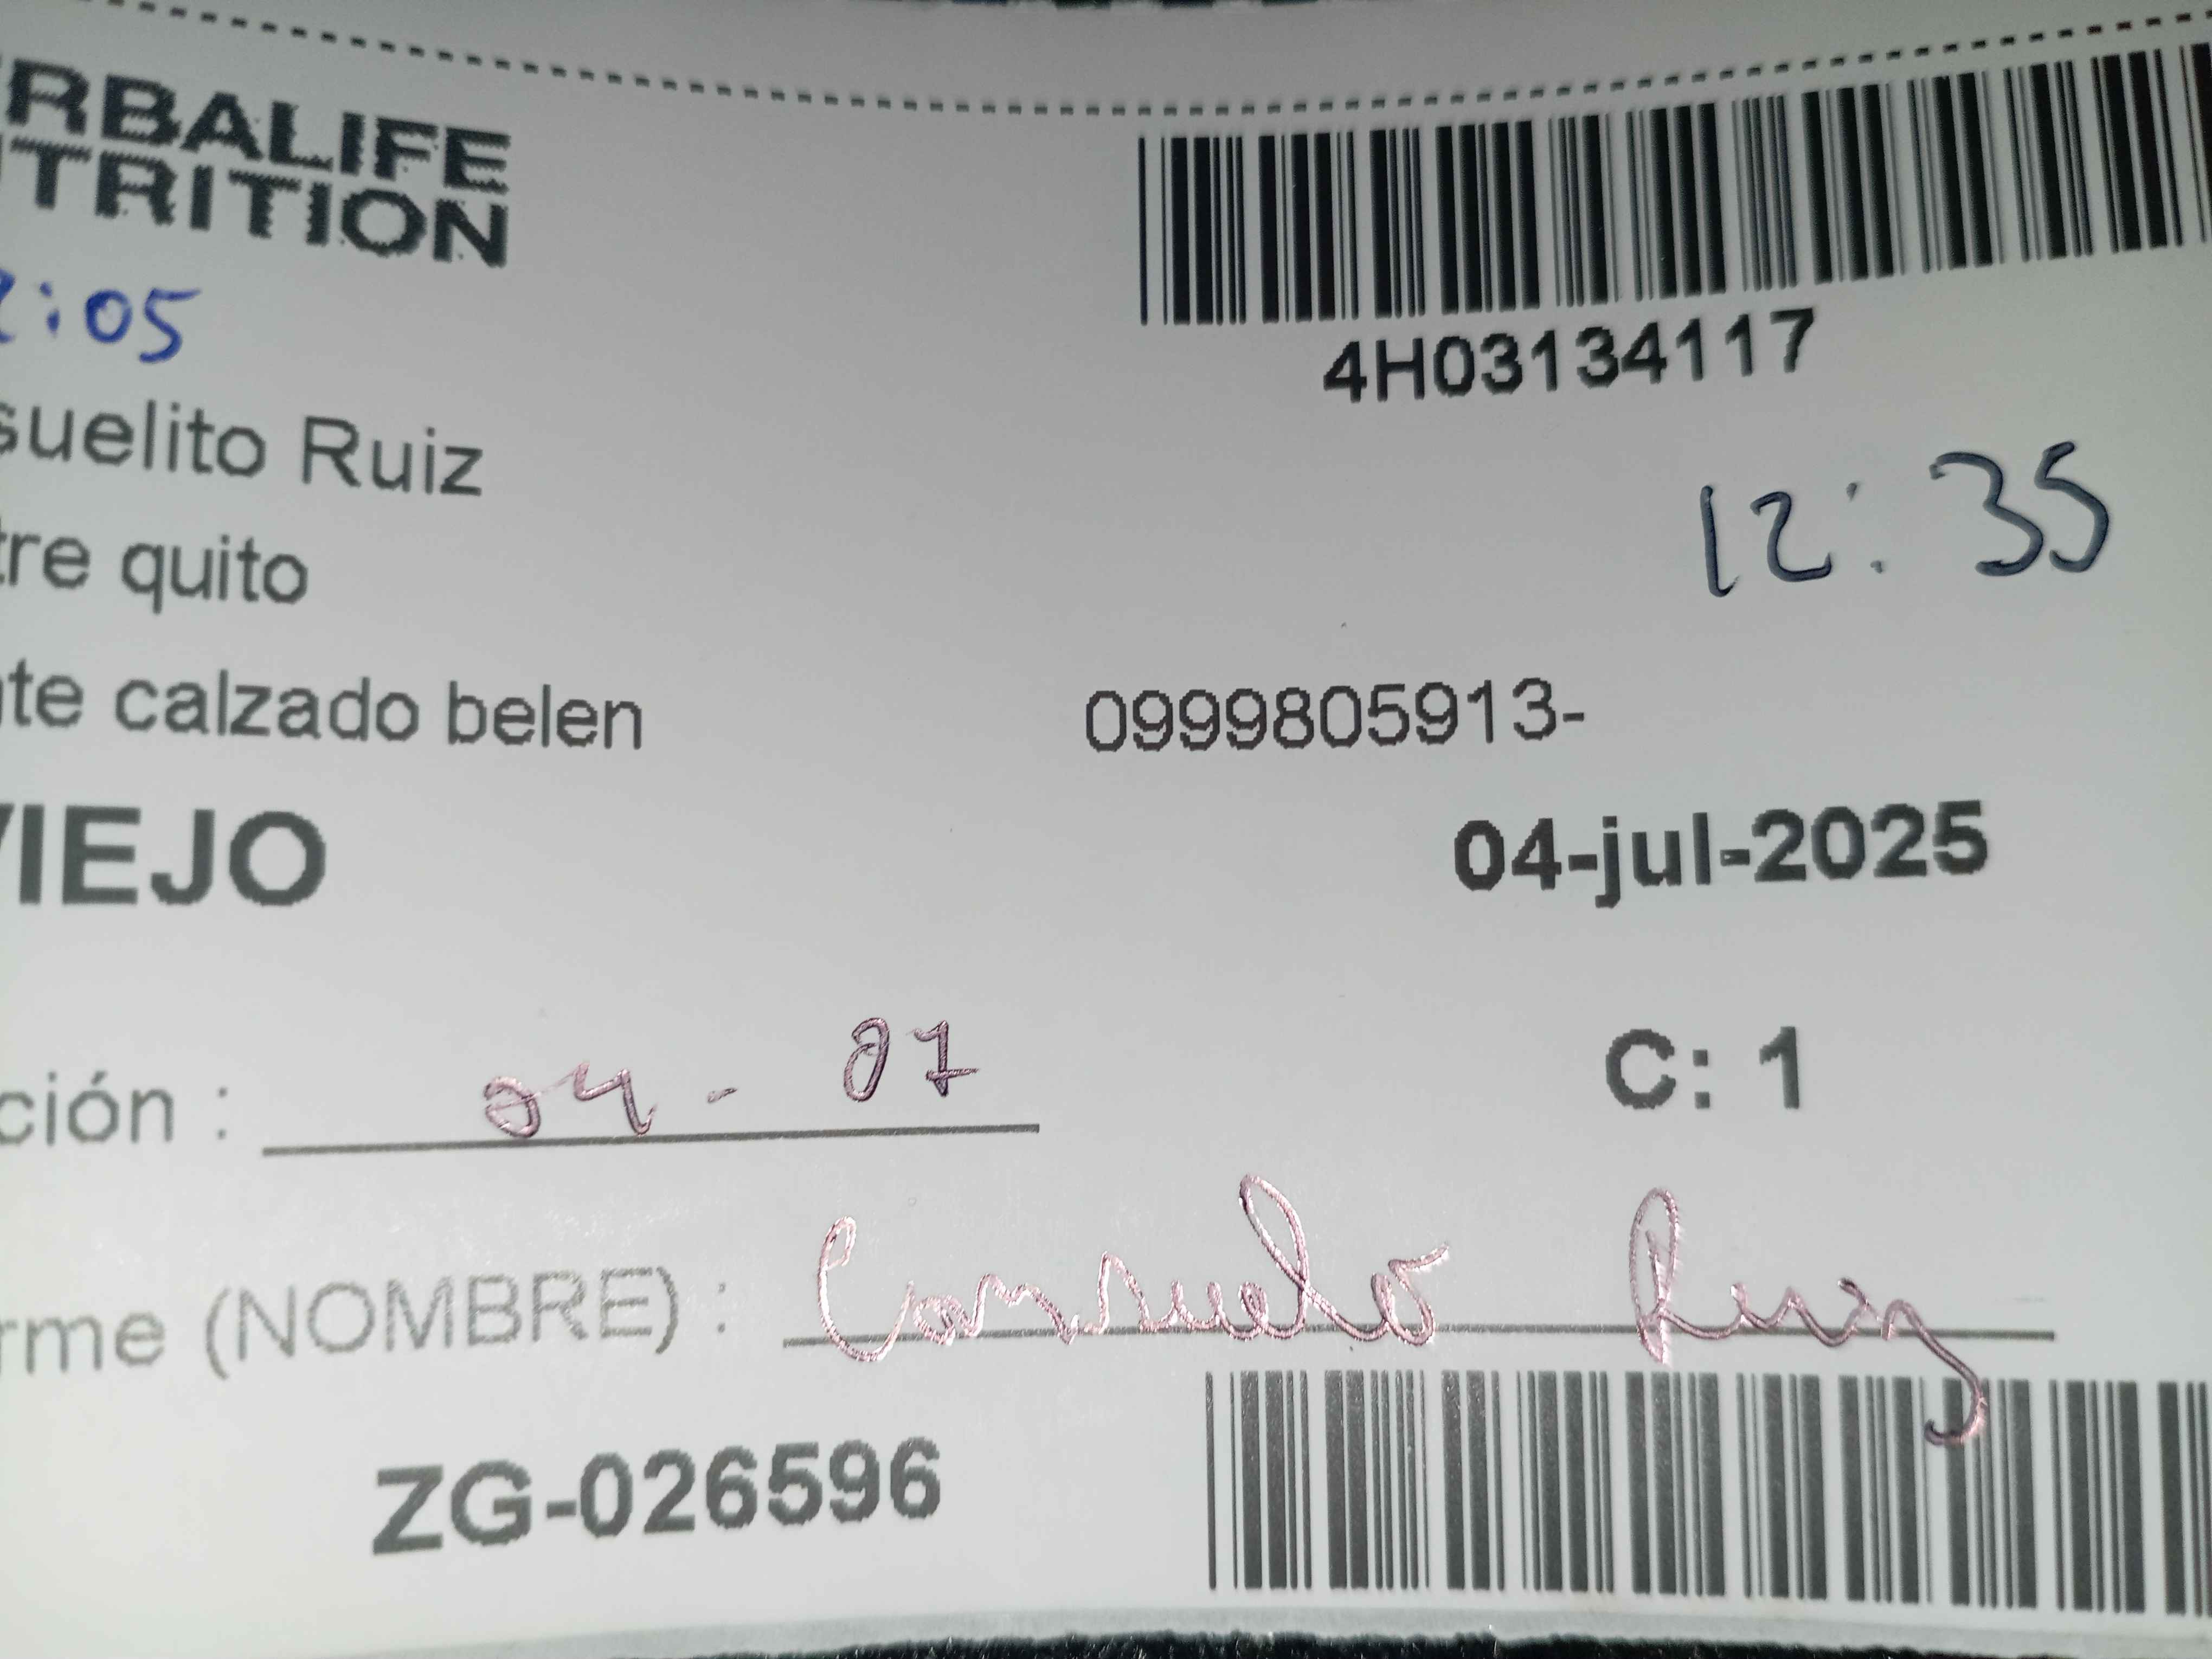 RBALIFE
TRITION
4H03134117
:05
12:35
suelito Ruiz
tre quito
te calzado belen 0999805913-
VIEJO 04-jul-2025
ción : 04 - 07 C: 1
rme (NOMBRE) : Consuelo Ruiz
ZG-026596